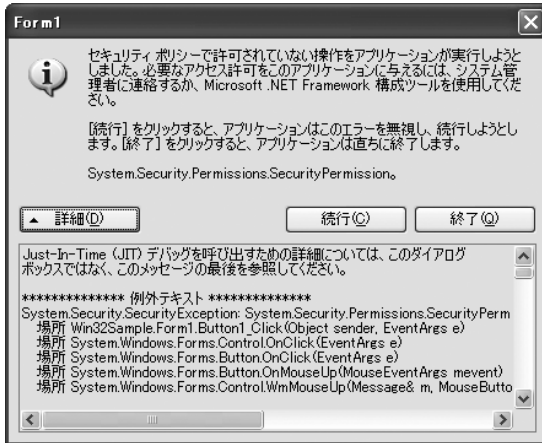 Form1
セキュリティ ポリシーで許可されていない操作をアプリケーションが実行しようと
しました。必要なアクセス許可をこのアプリケーションに与えるには、システム管
理者に連絡するか、Microsoft .NET Framework 構成ツールを使用してくだ
さい。
[続行] をクリックすると、アプリケーションはこのエラーを無視し、続行しようとし
ます。[終了] をクリックすると、アプリケーションは直ちに終了します。
System.Security.Permissions.SecurityPermission。
▲ 詳細(D)
続行(C)
終了(Q)
Just-In-Time (JIT) デバッグを呼び出すための詳細については、このダイアログ
ボックスではなく、このメッセージの最後を参照してください。
************** 例外テキスト **************
System.Security.SecurityException: System.Security.Permissions.SecurityPerm
場所 Win32Sample.Form1.Button1_Click(Object sender, EventArgs e)
場所 System.Windows.Forms.Control.OnClick(EventArgs e)
場所 System.Windows.Forms.Button.OnClick(EventArgs e)
場所 System.Windows.Forms.Button.OnMouseUp(MouseEventArgs mevent)
場所 System.Windows.Forms.Control.WmMouseUp(Message& m, MouseButto